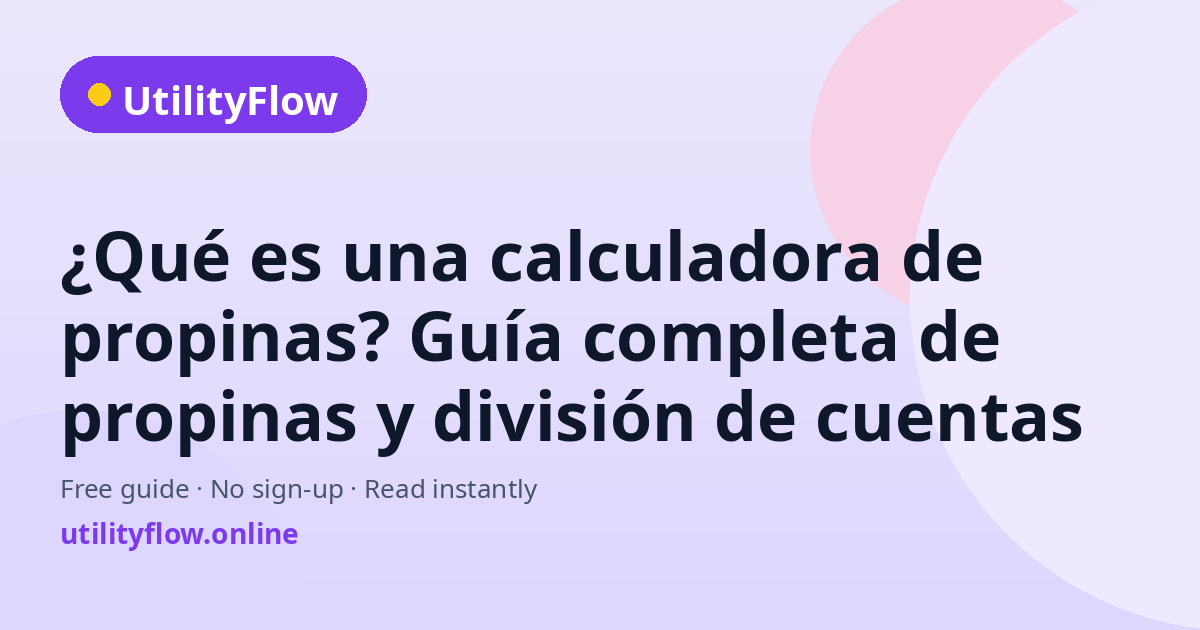 UtilityFlow
¿Qué es una calculadora de
propinas? Guía completa de
propinas y división de cuentas
Free guide · No sign-up · Read instantly
utilityflow.online